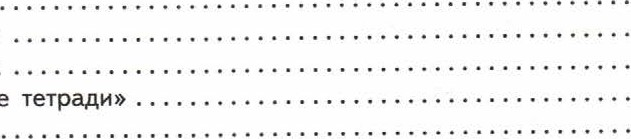 е тетради» . . . . . . . . . . . . . . . . . . . . . . . . . . . . . . .